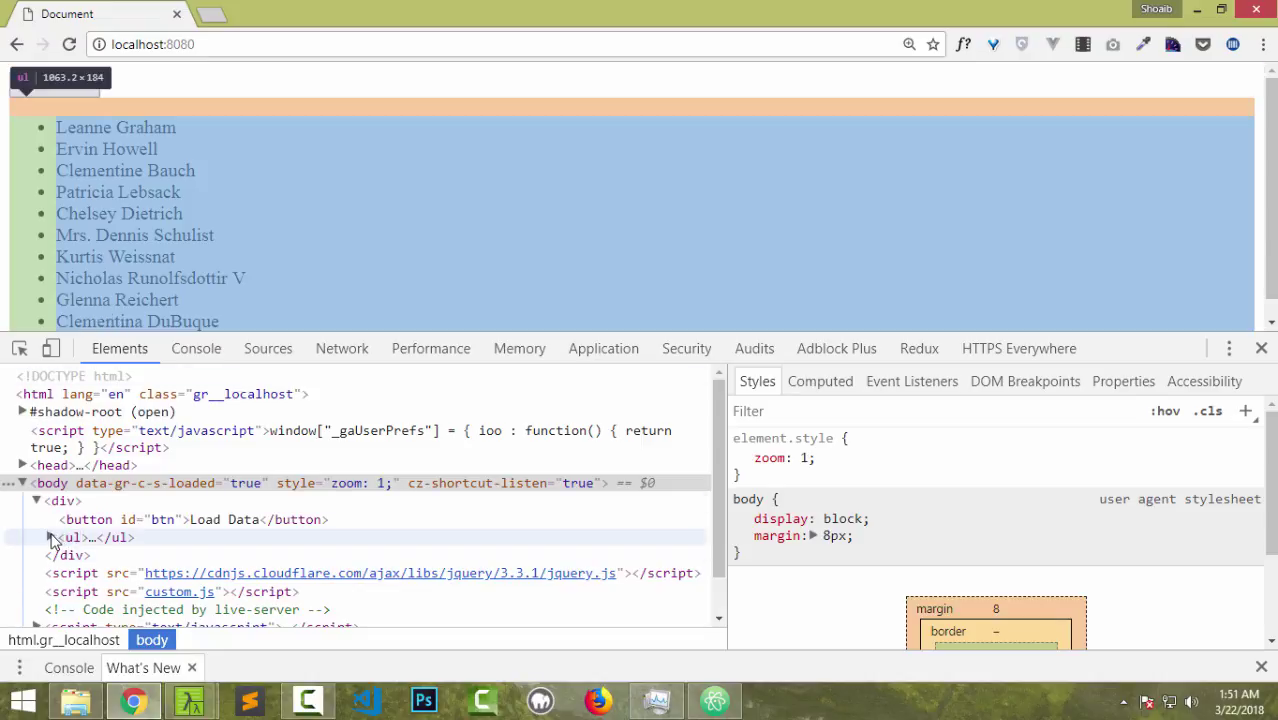 Document
Shoaib
localhost:8080
f?
ul 1063.2×184
Leanne Graham
Ervin Howell
Clementine Bauch
Patricia Lebsack
Chelsey Dietrich
Mrs. Dennis Schulist
Kurtis Weissnat
Nicholas Runolfsdottir V
Glenna Reichert
Clementina DuBuque
Elements Console Sources Network Performance Memory Application Security Audits Adblock Plus Redux HTTPS Everywhere
<!DOCTYPE html>
<html lang="en" class="gr__localhost">
#shadow-root (open)
<script type="text/javascript">window["_gaUserPrefs"] = { ioo : function() { return
true; } }</script>
<head>…</head>
<body data-gr-c-s-loaded="true" style="zoom: 1;" cz-shortcut-listen="true"> == $0
<div>
<button id="btn">Load Data</button>
<ul>…</ul>
</div>
<script src="https://cdnjs.cloudflare.com/ajax/libs/jquery/3.3.1/jquery.js"></script>
<script src="custom.js"></script>
<!-- Code injected by live-server -->
<script type="text/javascript">…</script>
html.gr__localhost body
Styles Computed Event Listeners DOM Breakpoints Properties Accessibility
Filter :hov .cls +
element.style {
zoom: 1;
}
body { user agent stylesheet
display: block;
margin: 8px;
}
margin 8
border –
Console What's New
Ps
1:51 AM
3/22/2018